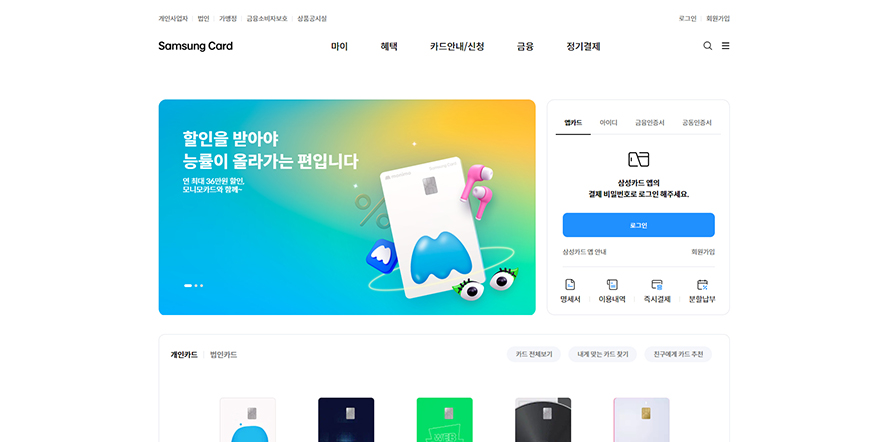 개인사업자 법인 가맹점 금융소비자보호 상품공시실 로그인 회원가입
Samsung Card 마이 혜택 카드안내/신청 금융 정기결제
할인을 받아야
능률이 올라가는 편입니다
연 최대 36만원 할인,
모니모카드와 함께~
%
앱카드 아이디 금융인증서 공동인증서
삼성카드 앱의
결제 비밀번호로 로그인 해주세요.
로그인
삼성카드 앱 안내 회원가입
명세서 이용내역 즉시결제 분할납부
개인카드 법인카드 카드 전체보기 내게 맞는 카드 찾기 친구에게 카드 추천
WEB